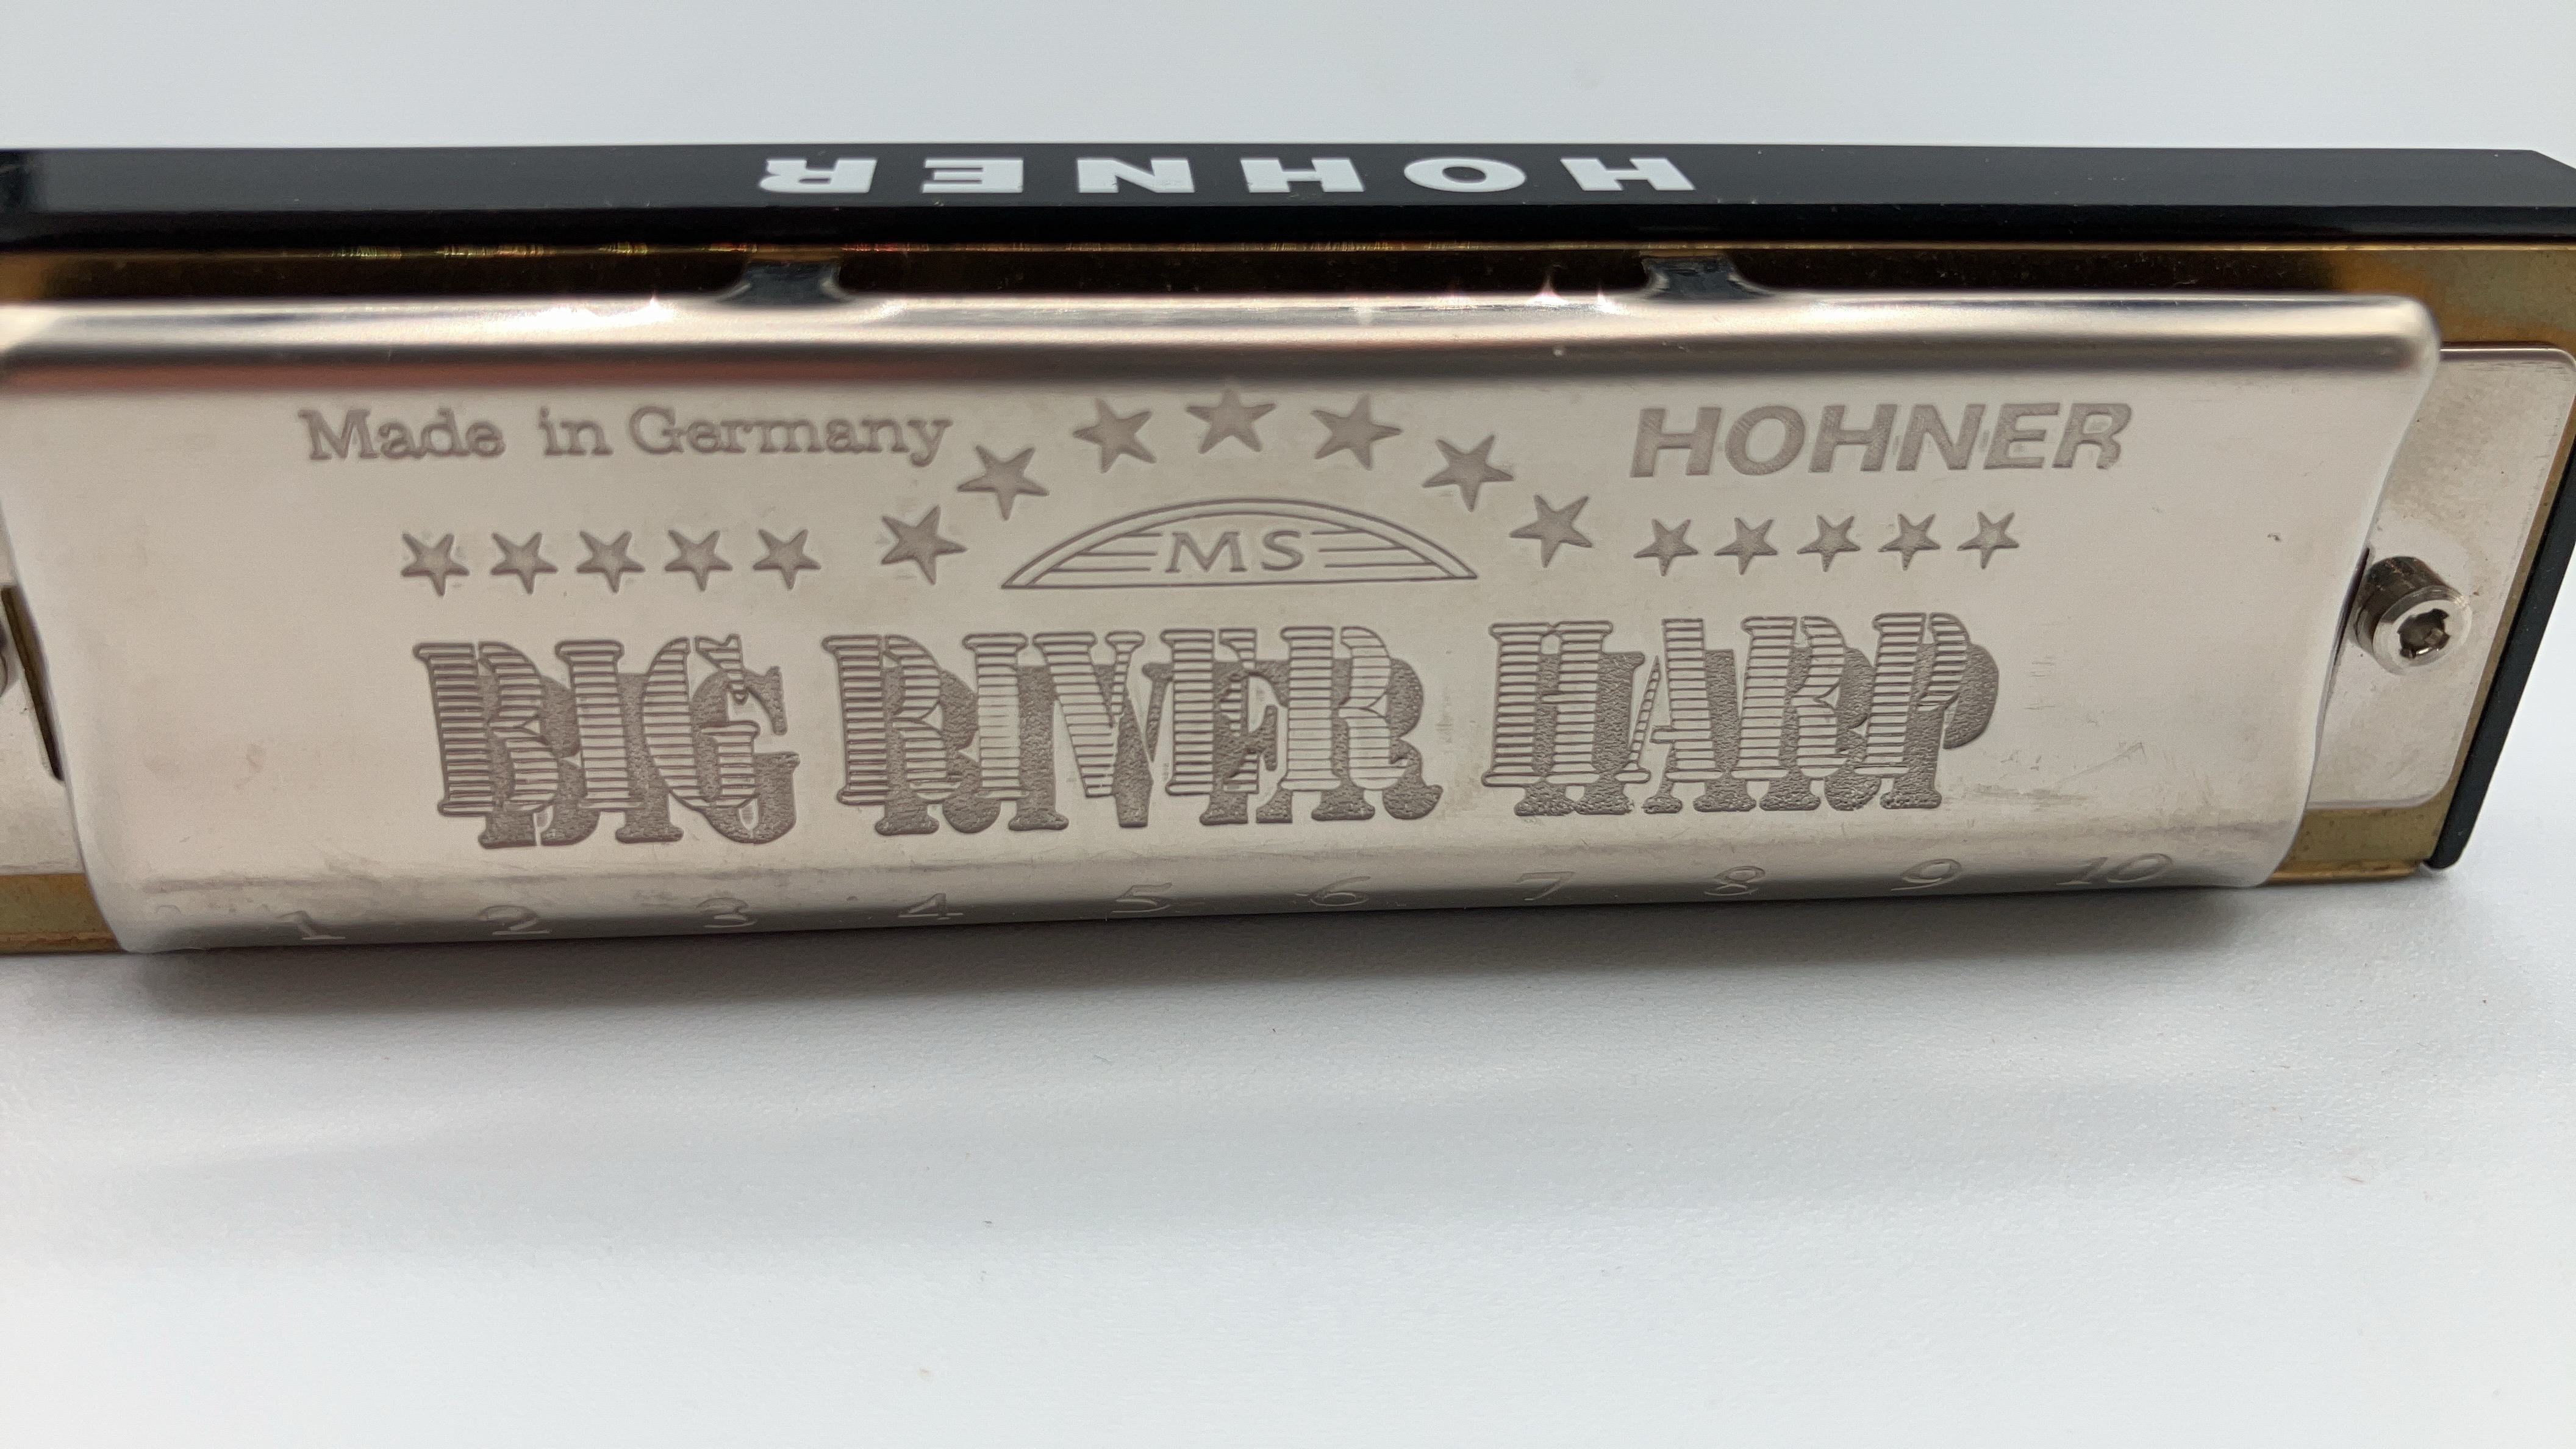 HOHNER
Made in Germany HOHNER
MS
BIG RIVER HARP
1 2 3 4 5 6 7 8 9 10